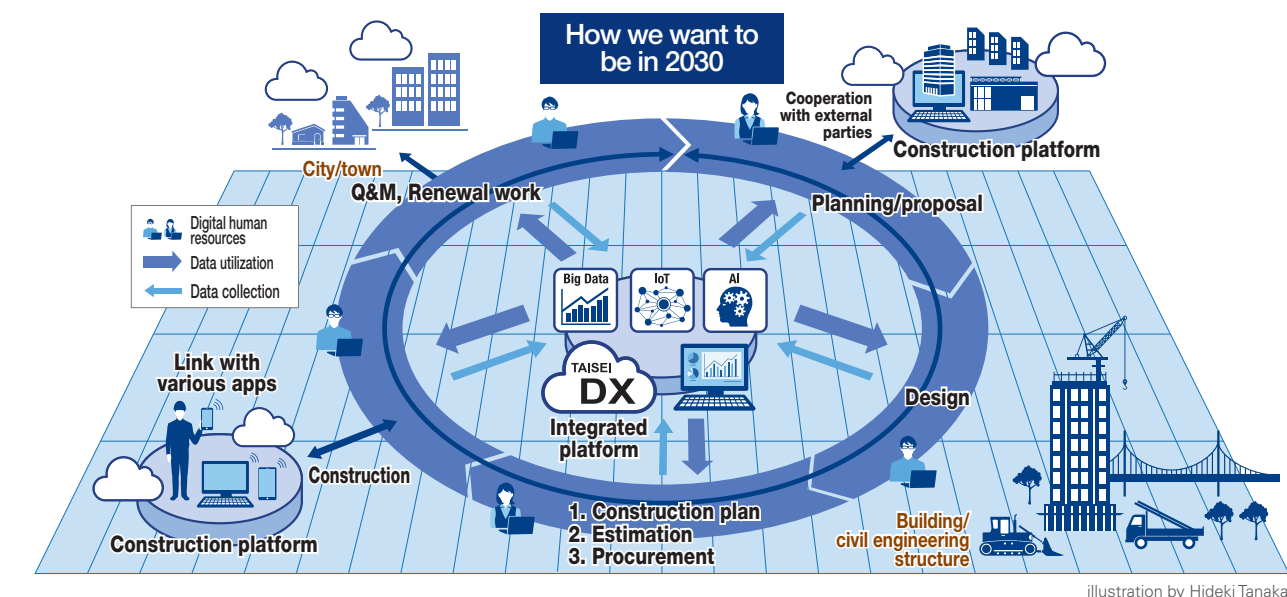 How we want to
be in 2030
Cooperation
with external
parties
Construction platform
City/town
Q&M, Renewal work
Planning/proposal
Digital human
resources
Data utilization
Data collection
Big Data
IoT
AI
Link with
various apps
TAISEI
DX
Integrated
platform
Design
Construction
Construction platform
1. Construction plan
2. Estimation
3. Procurement
Building/
civil engineering
structure
illustration by Hideki Tanaka